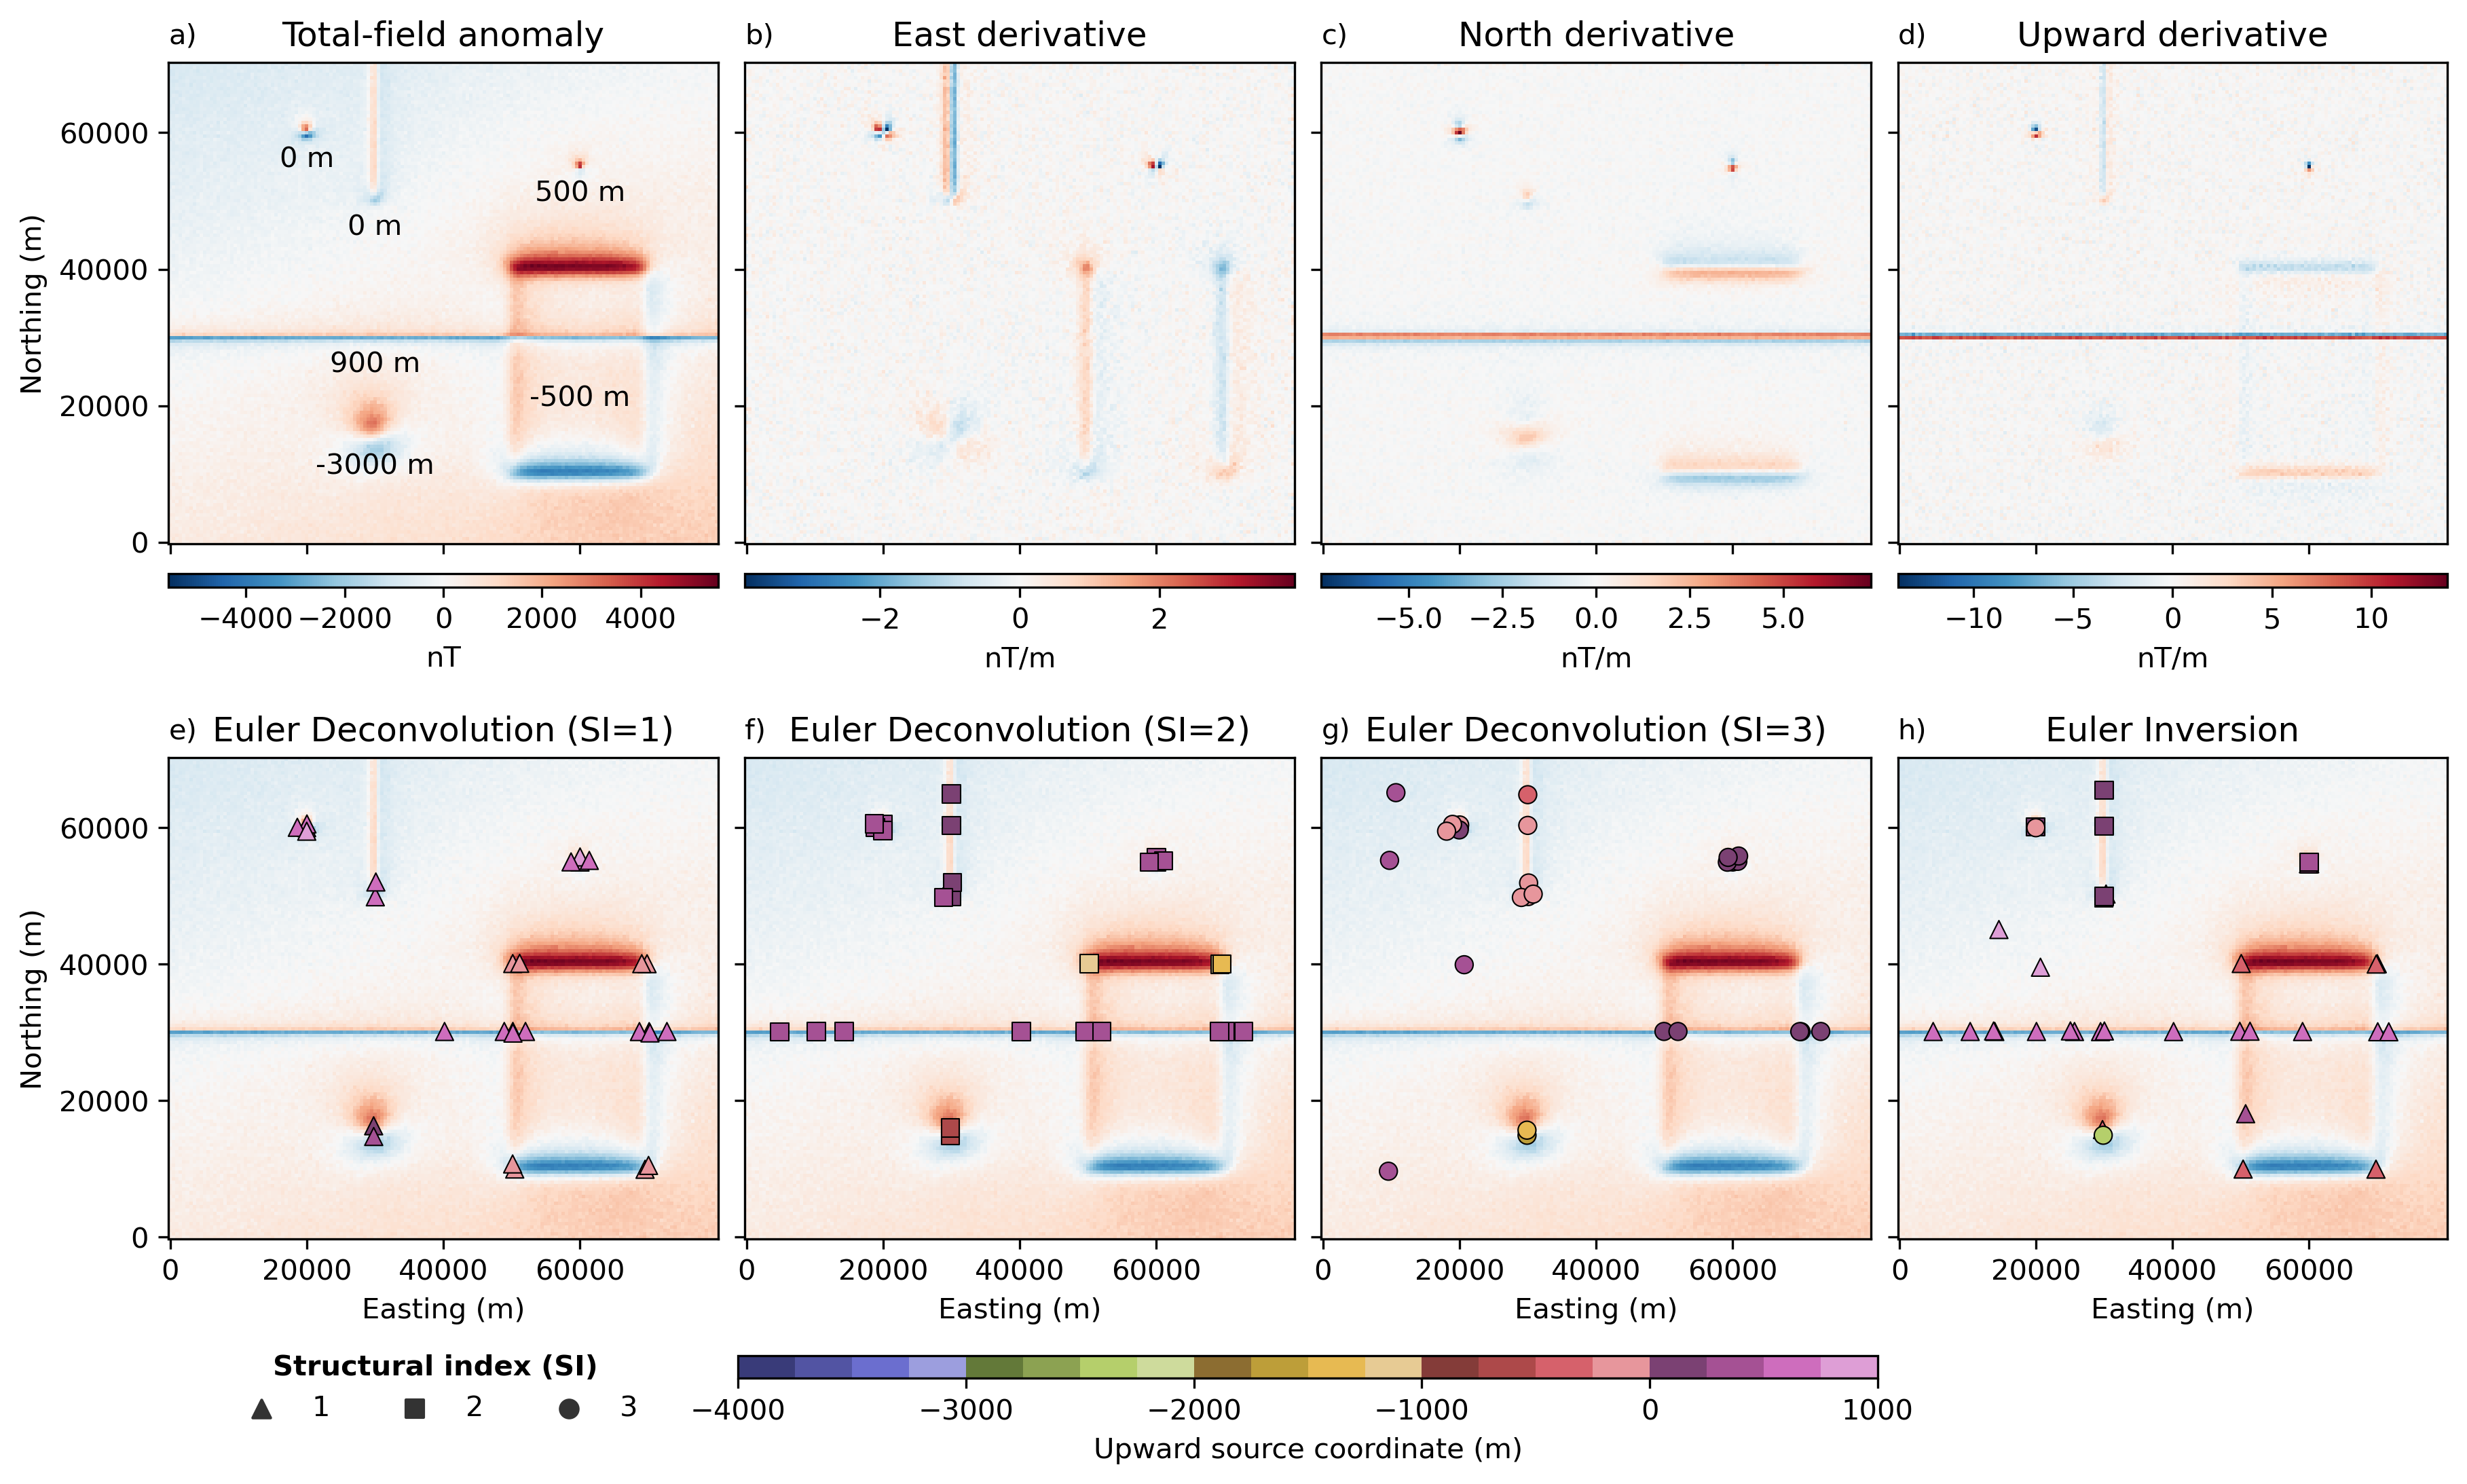 a) Total-field anomaly
b) East derivative
c) North derivative
d) Upward derivative
Northing (m)
60000
40000
20000
0
0 m
0 m
500 m
900 m
-500 m
-3000 m
−4000 −2000 0 2000 4000
nT
−2 0 2
nT/m
−5.0 −2.5 0.0 2.5 5.0
nT/m
−10 −5 0 5 10
nT/m
e) Euler Deconvolution (SI=1)
f) Euler Deconvolution (SI=2)
g) Euler Deconvolution (SI=3)
h) Euler Inversion
Northing (m)
60000
40000
20000
0
0 20000 40000 60000
Easting (m)
0 20000 40000 60000
Easting (m)
0 20000 40000 60000
Easting (m)
0 20000 40000 60000
Easting (m)
Structural index (SI)
1 2 3
−4000 −3000 −2000 −1000 0 1000
Upward source coordinate (m)